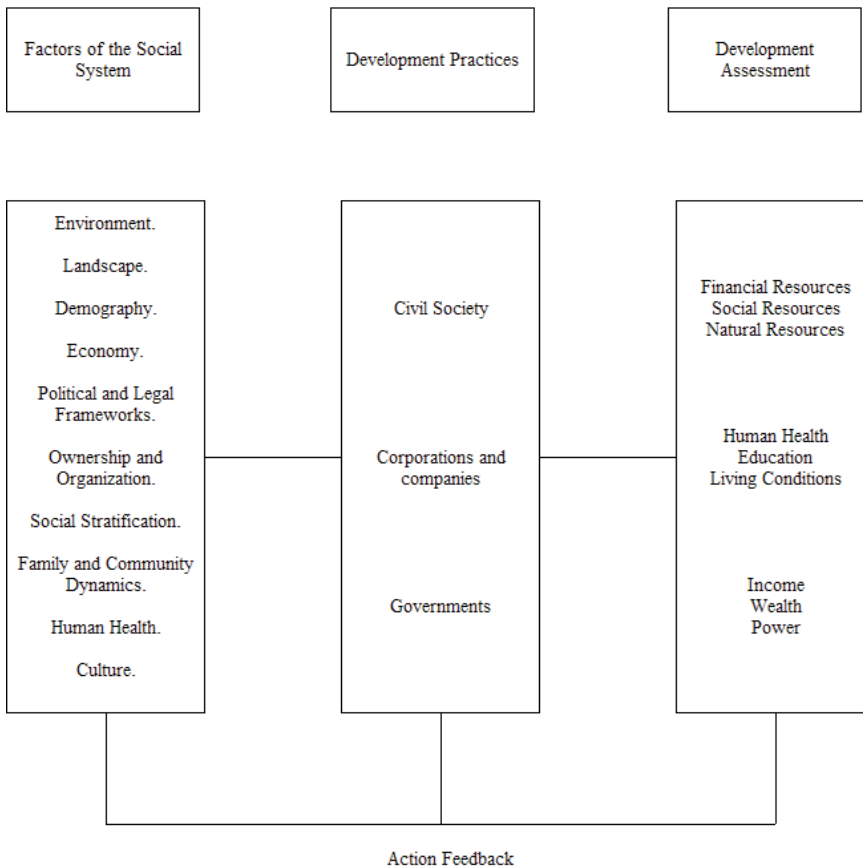 Factors of the Social
System
Development Practices
Development
Assessment
Environment.
Landscape.
Demography.
Economy.
Political and Legal
Frameworks.
Ownership and
Organization.
Social Stratification.
Family and Community
Dynamics.
Human Health.
Culture.
Civil Society
Corporations and
companies
Governments
Financial Resources
Social Resources
Natural Resources
Human Health
Education
Living Conditions
Income
Wealth
Power
Action Feedback